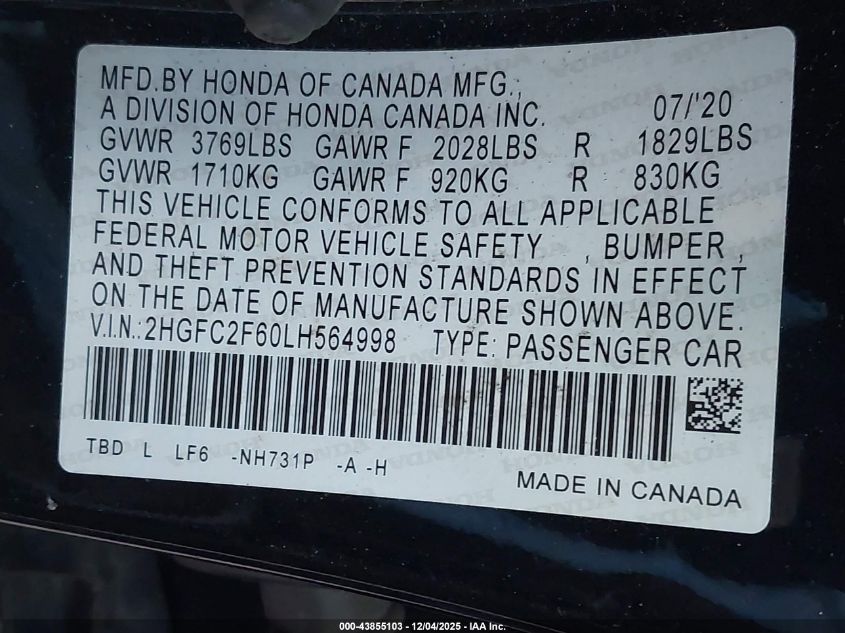 MFD.BY HONDA OF CANADA MFG.,
A DIVISION OF HONDA CANADA INC. 07/'20
GVWR 3769LBS GAWR F 2028LBS R 1829LBS
GVWR 1710KG GAWR F 920KG R 830KG
THIS VEHICLE CONFORMS TO ALL APPLICABLE
FEDERAL MOTOR VEHICLE SAFETY , BUMPER ,
AND THEFT PREVENTION STANDARDS IN EFFECT
ON THE DATE OF MANUFACTURE SHOWN ABOVE.
V.I.N.:2HGFC2F60LH564998 TYPE: PASSENGER CAR
TBD L LF6 -NH731P -A -H
MADE IN CANADA
000-43855103 - 12/04/2025 - IAA Inc.